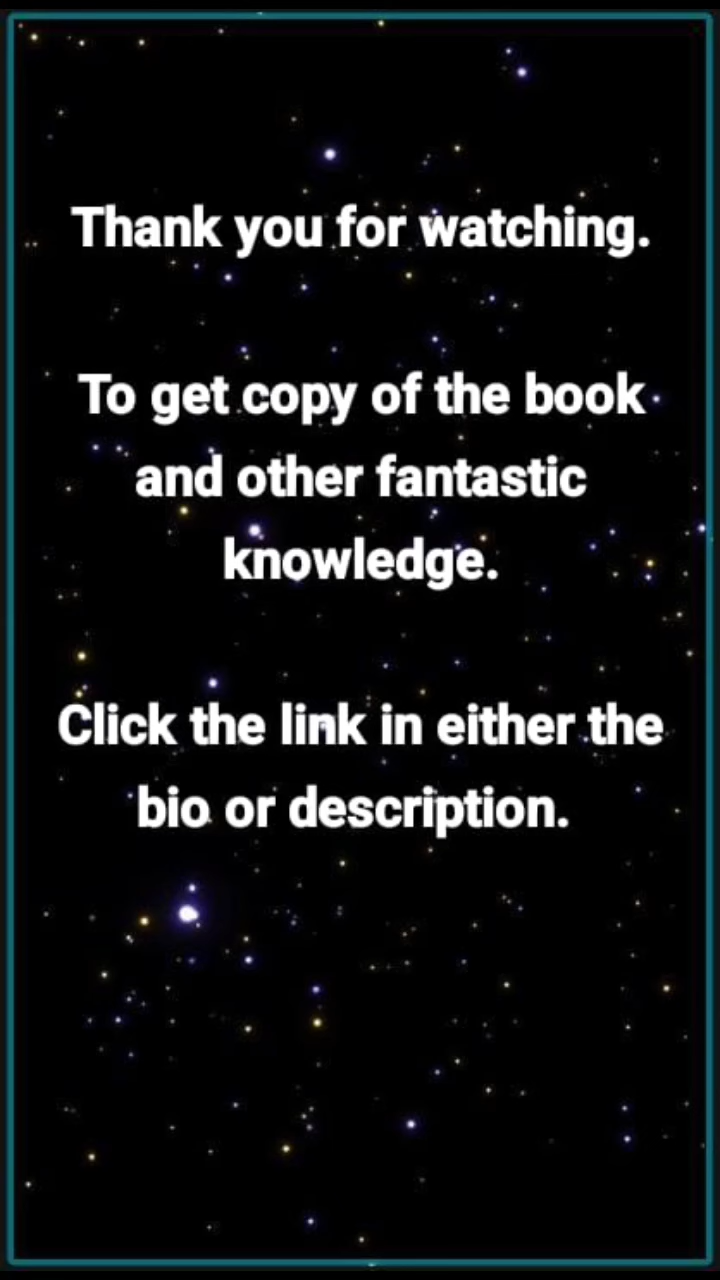 Thank you for watching.
To get copy of the book
and other fantastic
knowledge.
Click the link in either the
bio or description.